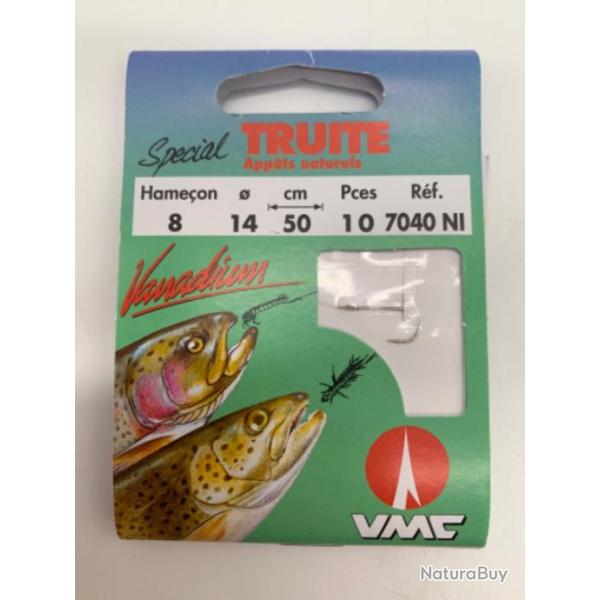 Special TRUITE
Appâts naturels
Hameçon ø cm Pces Réf.
8 14 50 10 7040 NI
Vanadium
VMC
NaturaBuy